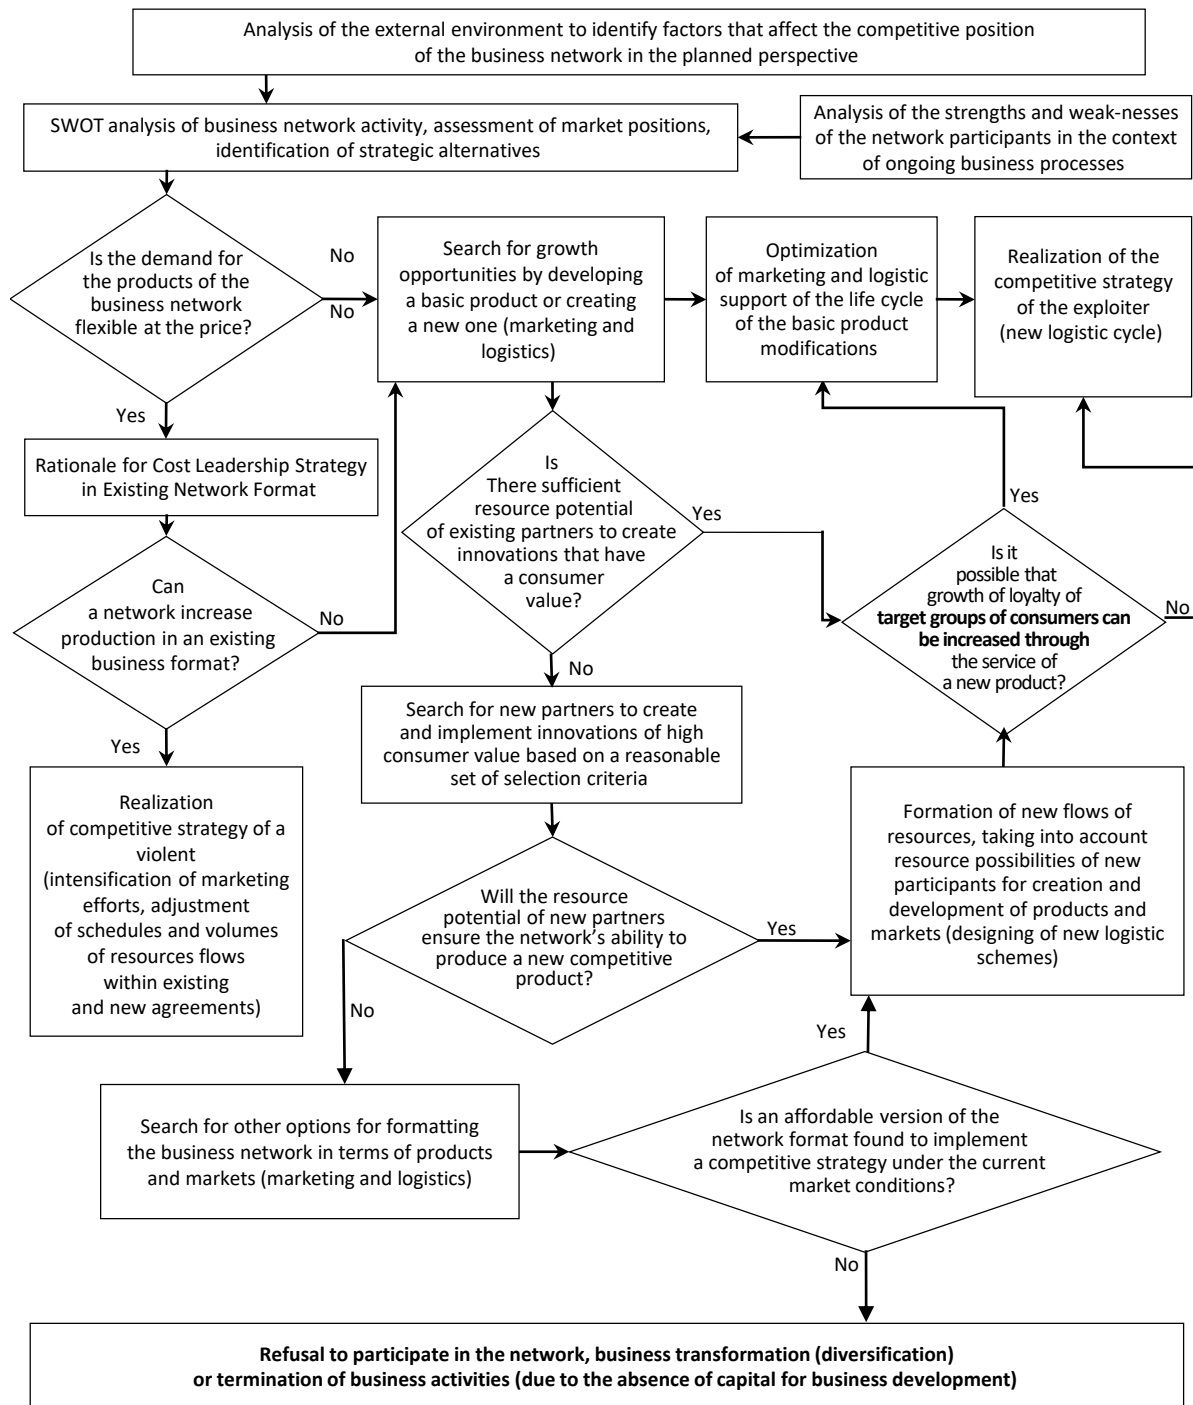 Analysis of the external environment to identify factors that affect the competitive position
of the business network in the planned perspective
SWOT analysis of business network activity, assessment of market positions,
identification of strategic alternatives
Analysis of the strengths and weak-nesses
of the network participants in the context
of ongoing business processes
Is the demand for
the products of the
business network
flexible at the price?
No
No
Yes
Search for growth
opportunities by developing
a basic product or creating
a new one (marketing and
logistics)
Optimization
of marketing and logistic
support of the life cycle
of the basic product
modifications
Realization of the
competitive strategy
of the exploiter
(new logistic cycle)
Rationale for Cost Leadership Strategy
in Existing Network Format
Is
There sufficient
resource potential
of existing partners to create
innovations that have
a consumer
value?
Yes
No
Yes
Is it
possible that
growth of loyalty of
target groups of consumers can
be increased through
the service of
a new product?
No
Can
a network increase
production in an existing
business format?
No
Yes
Search for new partners to create
and implement innovations of high
consumer value based on a reasonable
set of selection criteria
Realization
of competitive strategy of a
violent
(intensification of marketing
efforts, adjustment
of schedules and volumes
of resources flows
within existing
and new agreements)
Formation of new flows of
resources, taking into account
resource possibilities of new
participants for creation and
development of products and
markets (designing of new logistic
schemes)
Will the resource
potential of new partners
ensure the network’s ability to
produce a new competitive
product?
Yes
No
Yes
Search for other options for formatting
the business network in terms of products
and markets (marketing and logistics)
Is an affordable version of the
network format found to implement
a competitive strategy under the current
market conditions?
No
Refusal to participate in the network, business transformation (diversification)
or termination of business activities (due to the absence of capital for business development)